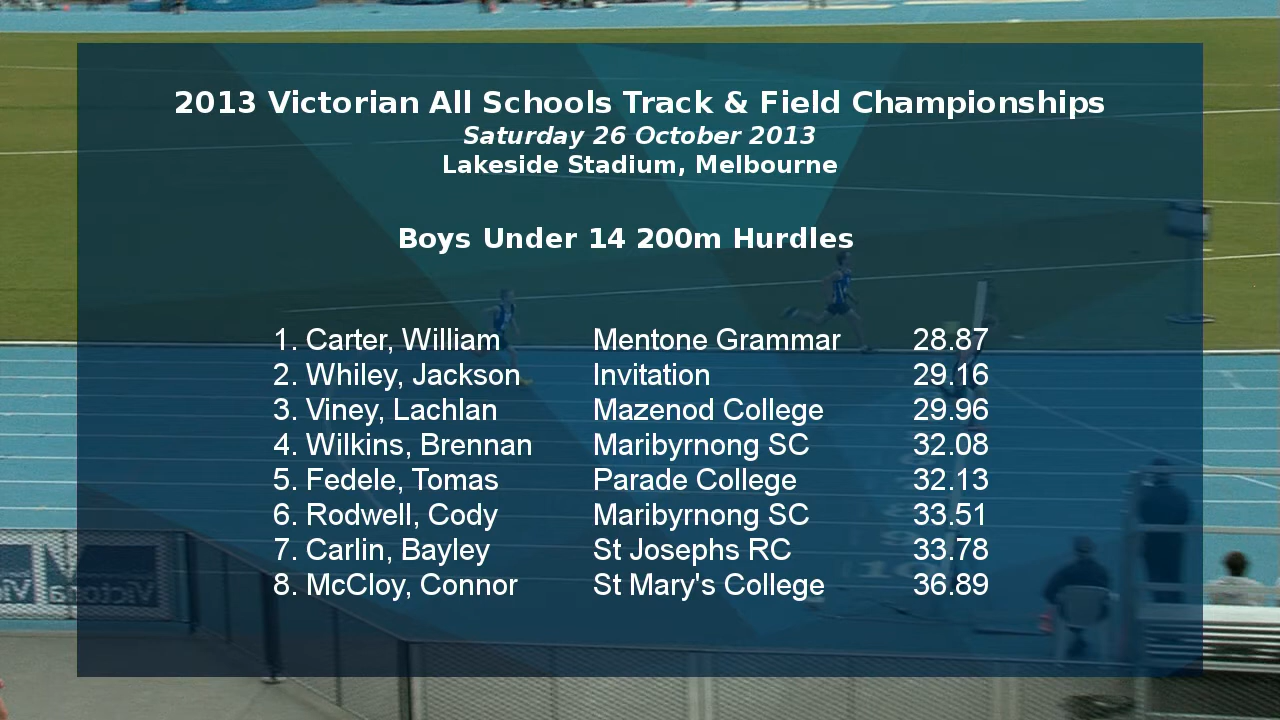 2013 Victorian All Schools Track & Field Championships
Saturday 26 October 2013
Lakeside Stadium, Melbourne
Boys Under 14 200m Hurdles
1. Carter, William Mentone Grammar 28.87
2. Whiley, Jackson Invitation 29.16
3. Viney, Lachlan Mazenod College 29.96
4. Wilkins, Brennan Maribyrnong SC 32.08
5. Fedele, Tomas Parade College 32.13
6. Rodwell, Cody Maribyrnong SC 33.51
7. Carlin, Bayley St Josephs RC 33.78
8. McCloy, Connor St Mary's College 36.89